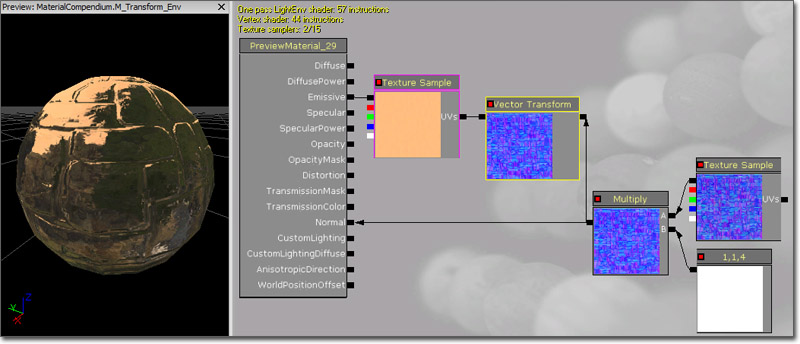 Preview: MaterialCompendium.M_Transform_Env
X
One pass LightEnv shader: 57 instructions
Vertex shader: 44 instructions
Texture samplers: 2/15
PreviewMaterial_29
Diffuse
DiffusePower
Emissive
Specular
SpecularPower
Opacity
OpacityMask
Distortion
TransmissionMask
TransmissionColor
Normal
CustomLighting
CustomLightingDiffuse
AnisotropicDirection
WorldPositionOffset
Texture Sample
UVs
Vector Transform
Multiply
A
B
Texture Sample
UVs
1,1,4
Z
Y
X